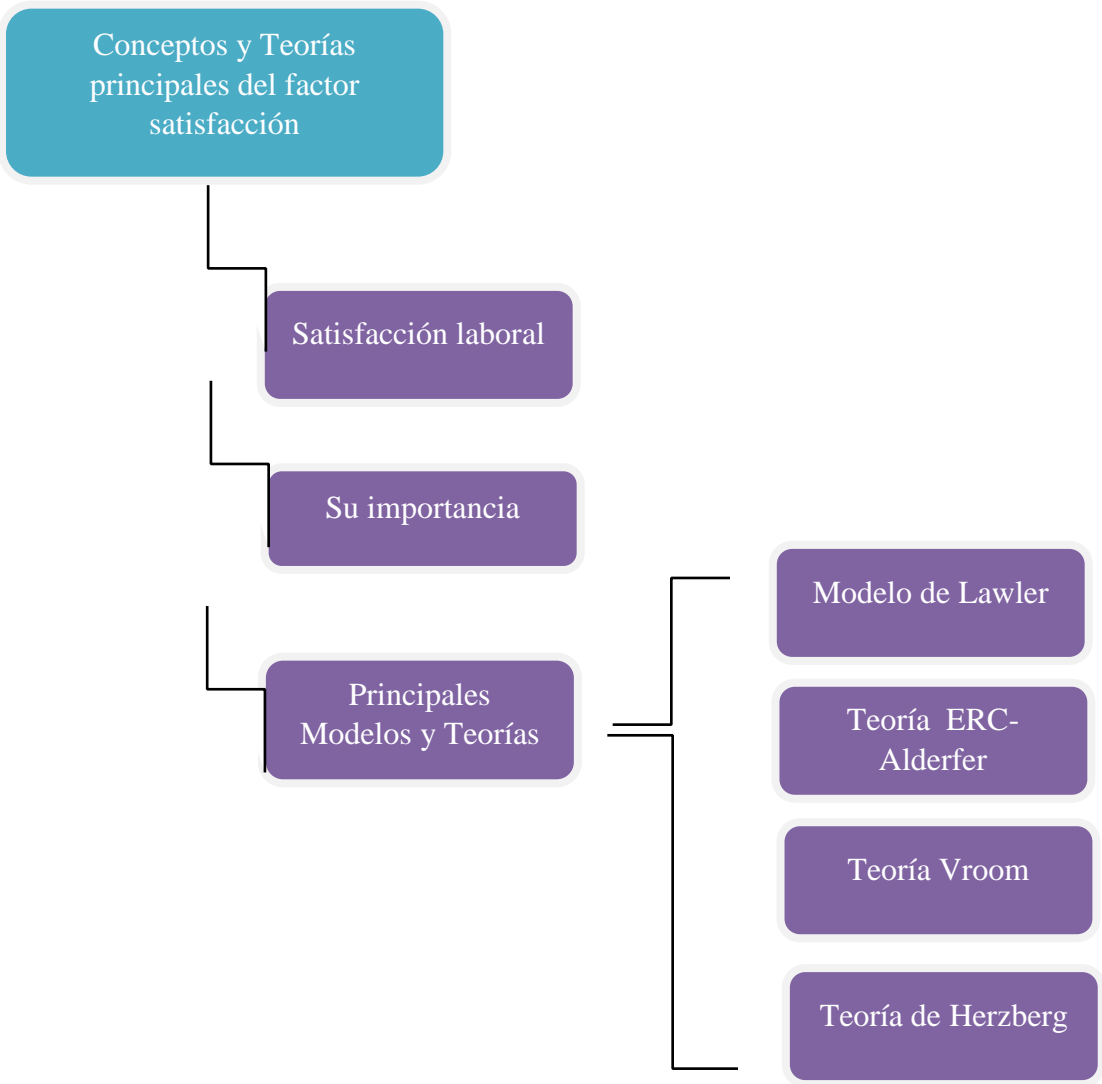 Conceptos y Teorías
principales del factor
satisfacción
Satisfacción laboral
Su importancia
Principales
Modelos y Teorías
Modelo de Lawler
Teoría  ERC-
Alderfer
Teoría Vroom
Teoría de Herzberg